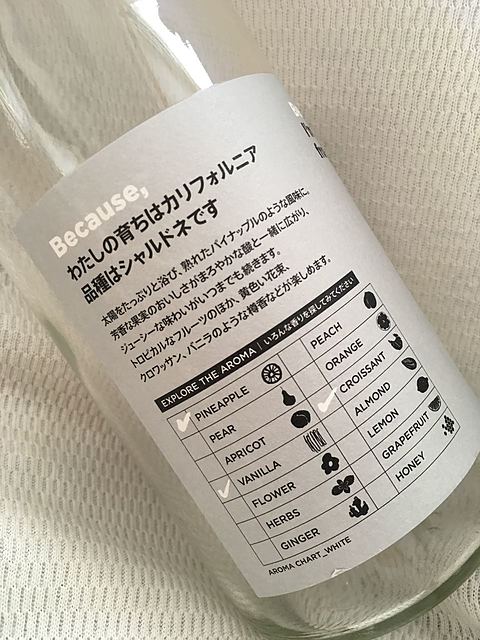 Because,
わたしの育ちはカリフォルニア
品種はシャルドネです
太陽をたっぷりと浴び、熟れたパイナップルのような風味に。
芳香な果実のおいしさがまろやかな酸と一緒に広がり、
ジューシーな味わいがいつまでも続きます。
トロピカルなフルーツのほか、黄色い花束、
クロワッサン、バニラのような樽香などが楽しめます。
EXPLORE THE AROMA | いろんな香りを探してみてください
PINEAPPLE
PEAR
APRICOT
VANILLA
FLOWER
HERBS
GINGER
PEACH
ORANGE
CROISSANT
ALMOND
LEMON
GRAPEFRUIT
HONEY
AROMA CHART_WHITE